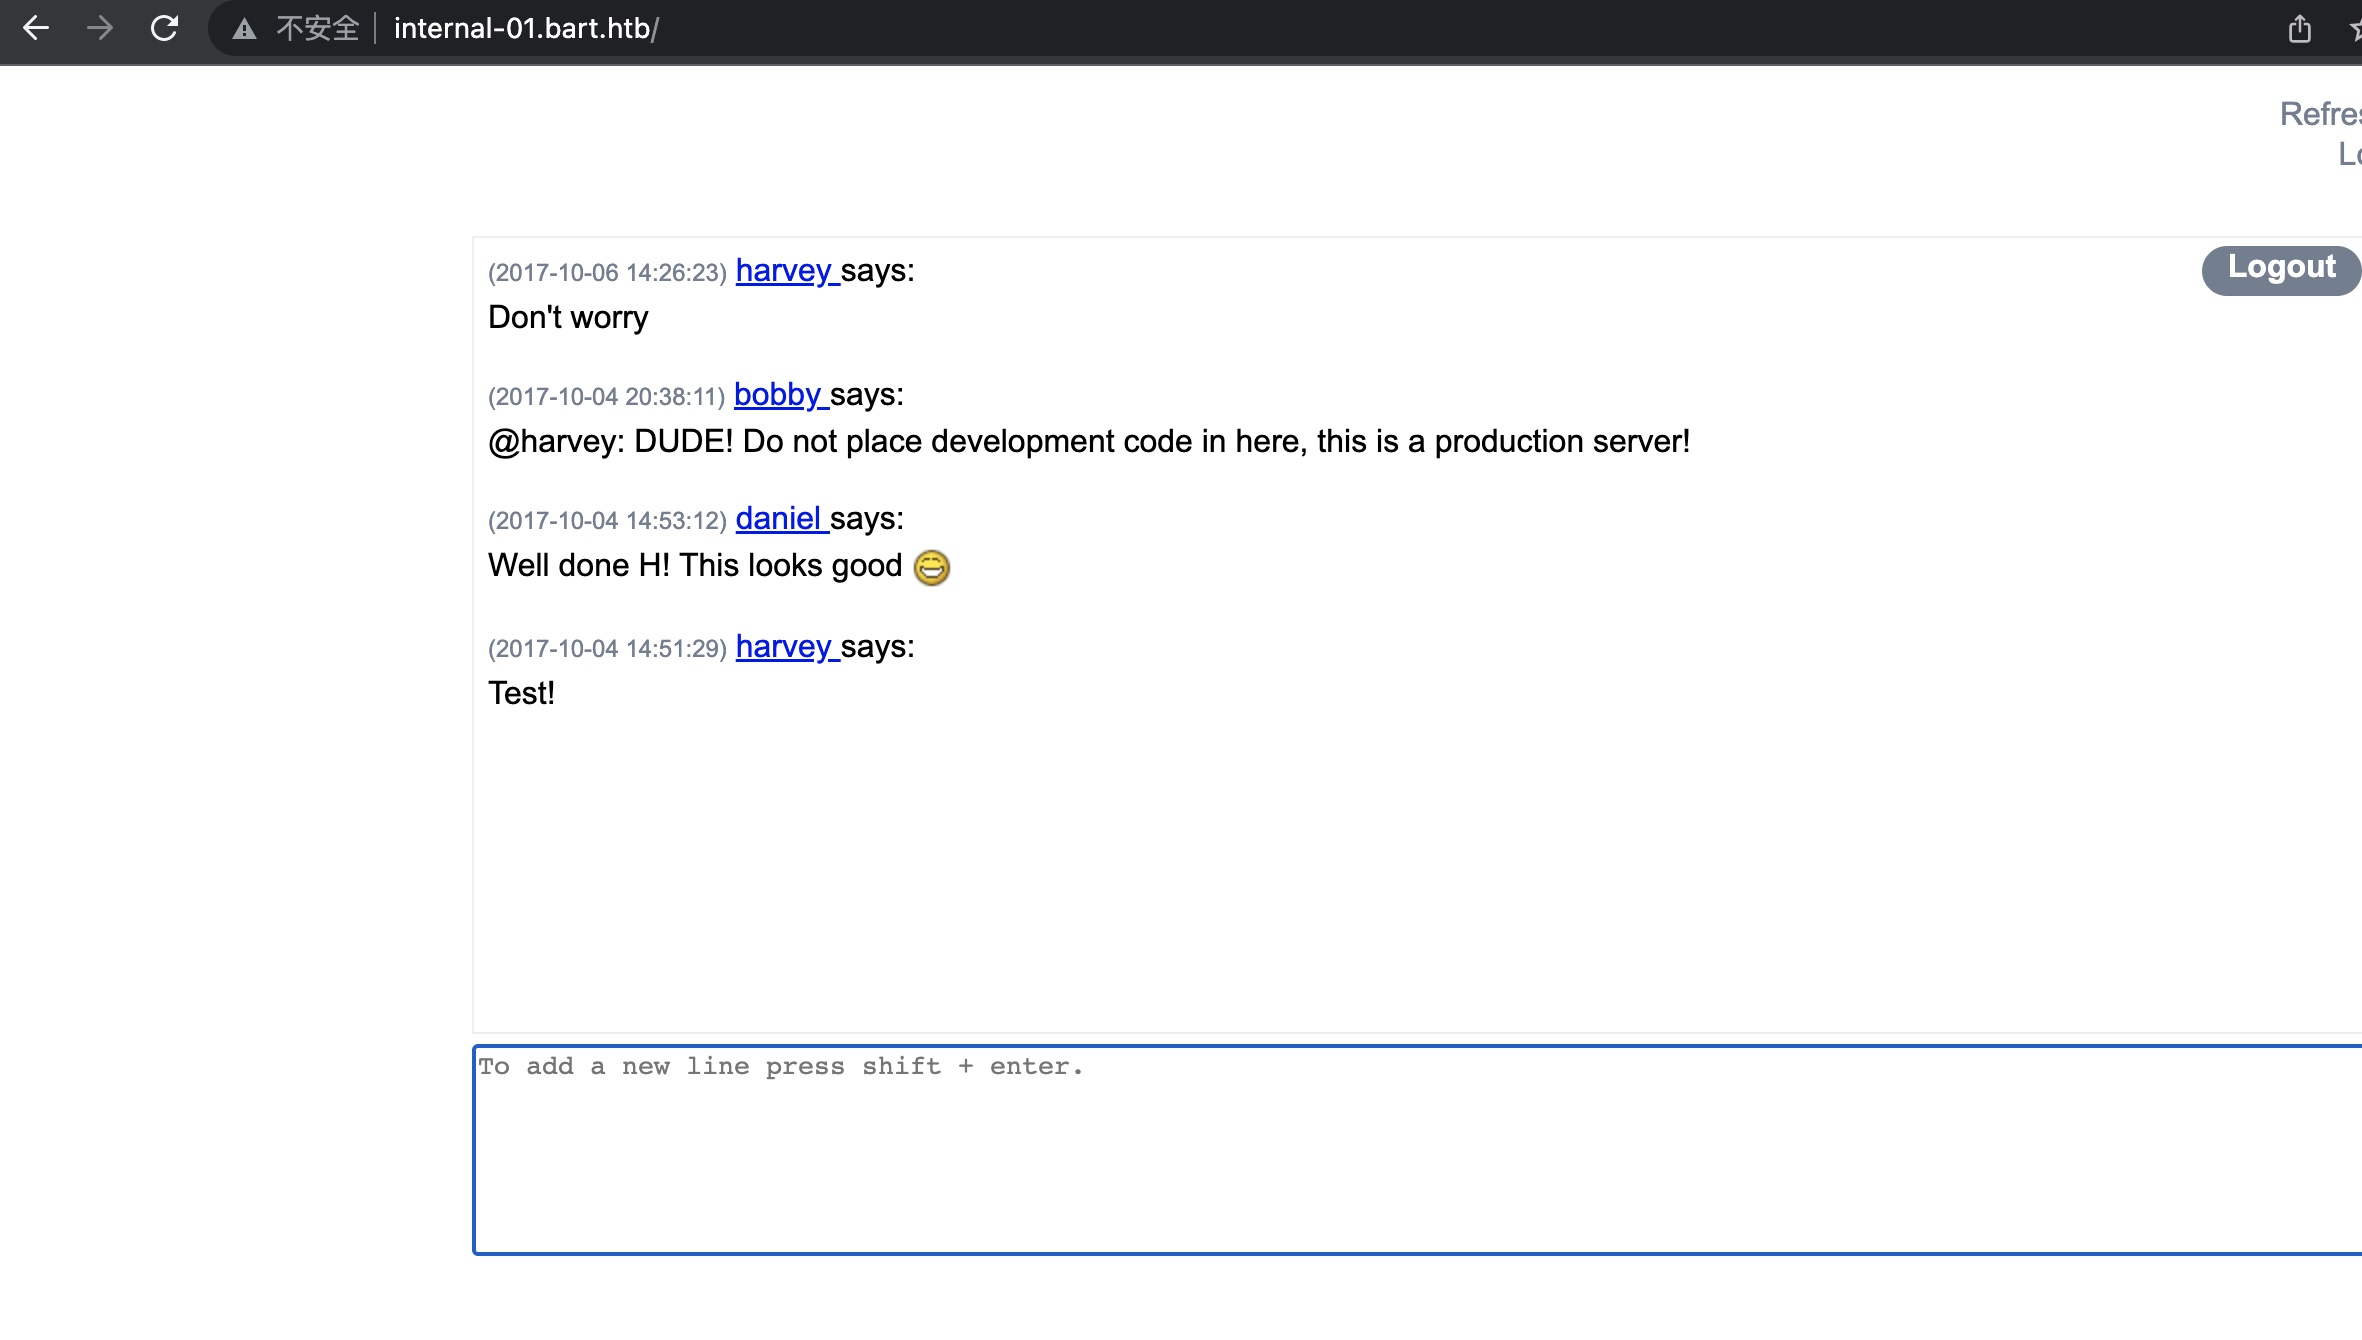 不安全 internal-01.bart.htb/
Refres
Lo
(2017-10-06 14:26:23) harvey says:
Logout
Don't worry
(2017-10-04 20:38:11) bobby says:
@harvey: DUDE! Do not place development code in here, this is a production server!
(2017-10-04 14:53:12) daniel says:
Well done H! This looks good
(2017-10-04 14:51:29) harvey says:
Test!
To add a new line press shift + enter.